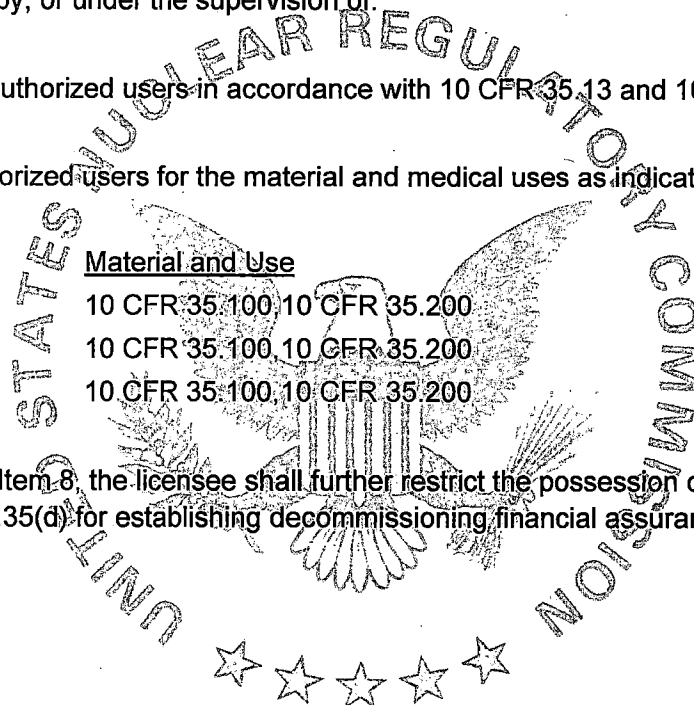 by, or under the supervision of:
authorized users in accordance with 10 CFR 35.13 and 10
orized users for the material and medical uses as indicat
Material and Use
10 CFR 35.100, 10 CFR 35.200
10 CFR 35.100, 10 CFR 35.200
10 CFR 35.100, 10 CFR 35.200
Item 8, the licensee shall further restrict the possession
.35(d) for establishing decommissioning financial assuran
UNITED STATES NUCLEAR REGULATORY COMMISSION